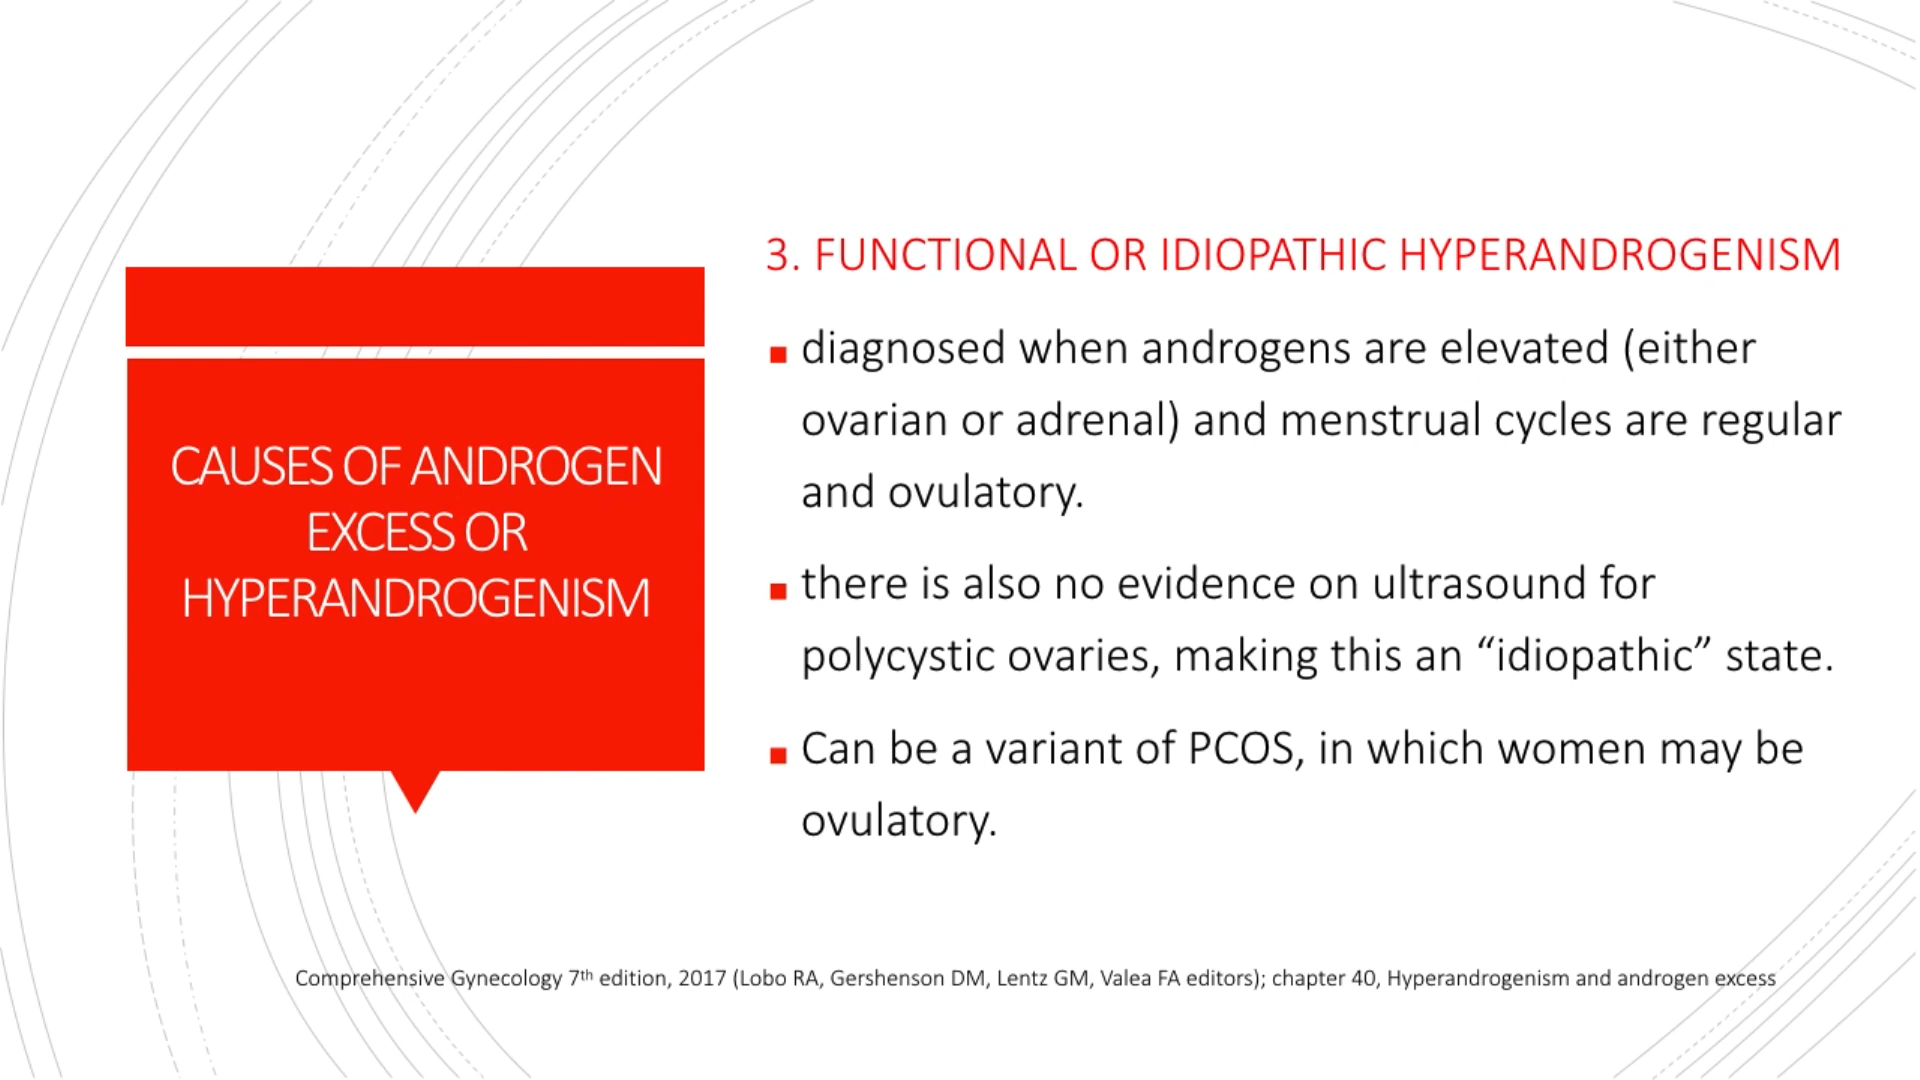 CAUSES OF ANDROGEN
EXCESS OR
HYPERANDROGENISM
3. FUNCTIONAL OR IDIOPATHIC HYPERANDROGENISM
▪ diagnosed when androgens are elevated (either
ovarian or adrenal) and menstrual cycles are regular
and ovulatory.
▪ there is also no evidence on ultrasound for
polycystic ovaries, making this an “idiopathic” state.
▪ Can be a variant of PCOS, in which women may be
ovulatory.
Comprehensive Gynecology 7th edition, 2017 (Lobo RA, Gershenson DM, Lentz GM, Valea FA editors); chapter 40, Hyperandrogenism and androgen excess